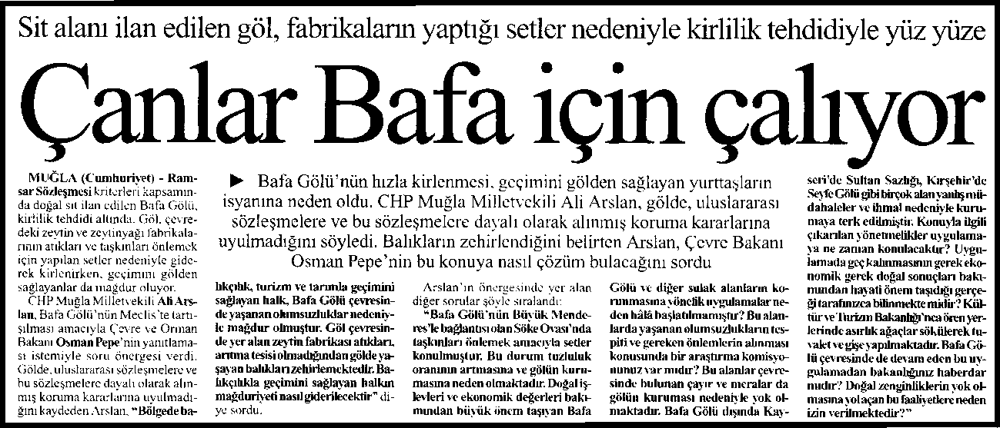 Sit alanı ilan edilen göl, fabrikaların yaptığı setler nedeniyle kirlilik tehdidiyle yüz yüze
Çanlar Bafa için çalıyor
MUĞLA (Cumhuriyet) - Ram-
sar Sözleşmesi kriterleri kapsamın-
da doğal sit ilan edilen Bafa Gölü,
kirlilik tehdidi altında. Göl, çevre-
deki zeytin ve zeytinyağı fabrikala-
rının atıkları ve taşkınları önlemek
için yapılan setler nedeniyle gide-
rek kirlenirken, geçimini gölden
sağlayanlar da mağdur oluyor.
CHP Muğla Milletvekili Ali Ars-
lan, Bafa Gölü'nün Meclis'te tartı-
şılması amacıyla Çevre ve Orman
Bakanı Osman Pepe'nin yanıtlama-
sı istemiyle soru önergesi verdi.
Gölde, uluslararası sözleşmelere ve
bu sözleşmelere dayalı olarak alın-
mış koruma kararlarına uyulmadı-
ğını kaydeden Arslan, "Bölgede ba-
► Bafa Gölü'nün hızla kirlenmesi, geçimini gölden sağlayan yurttaşların
isyanına neden oldu. CHP Muğla Milletvekili Ali Arslan, gölde, uluslararası
sözleşmelere ve bu sözleşmelere dayalı olarak alınmış koruma kararlarına
uyulmadığını söyledi. Balıkların zehirlendiğini belirten Arslan, Çevre Bakanı
Osman Pepe'nin bu konuya nasıl çözüm bulacağını sordu
lıkçılık, turizm ve tarımla geçimini
sağlayan halk, Bafa Gölü çevresin-
de yaşanan olumsuzluklar nedeniy-
le mağdur olmuştur. Göl çevresin-
de yer alan zeytin fabrikası atıkları,
arıtma tesisi olmadığından gölde ya-
şayan balıkları zehirlemektedir. Ba-
lıkçılıkla geçimini sağlayan halkın
mağduriyeti nasıl giderilecektir" di-
ye sordu.
Arslan'ın önergesinde yer alan
diğer sorular şöyle sıralandı:
"Bafa Gölü'nün Büyük Mende-
res'le bağlantısı olan Söke Ovası'nda
taşkınları önlemek amacıyla setler
konulmuştur. Bu durum tuzluluk
oranının artmasına ve gölün kuru-
masına neden olmaktadır. Doğal iş-
levleri ve ekonomik değerleri bakı-
mından büyük önem taşıyan Bafa
Gölü ve diğer sulak alanların ko-
runmasına yönelik uygulamalar ne-
den hâlâ başlatılmamıştır? Bu alan-
larda yaşanan olumsuzlukların tes-
piti ve gereken önlemlerin alınması
konusunda bir araştırma komisyo-
nunuz var mıdır? Bu alanlar çevre-
sinde bulunan çayır ve meralar da
gölün kuruması nedeniyle yok ol-
maktadır. Bafa Gölü dışında Kay-
seri'de Sultan Sazlığı, Kırşehir'de
Seyfe Gölü gibi birçok alan yanlış mü-
dahaleler ve ihmal nedeniyle kuru-
maya terk edilmiştir. Konuyla ilgili
çıkarılan yönetmelikler uygulama-
ya ne zaman konulacaktır? Uygu-
lamada geç kalınmasının gerek eko-
nomik gerek doğal sonuçları bakı-
mından hayati önem taşıdığı gerçe-
ği tarafınızca bilinmekte midir? Kül-
tür ve Turizm Bakanlığı'nca ören yer-
lerinde asırlık ağaçlar sökülerek tu-
valet ve gişe yapılmaktadır. Bafa Gö-
lü çevresinde de devam eden bu uy-
gulamadan bakanlığınız haberdar
mıdır? Doğal zenginliklerin yok ol-
masına yol açan bu faaliyetlere neden
izin verilmektedir?"